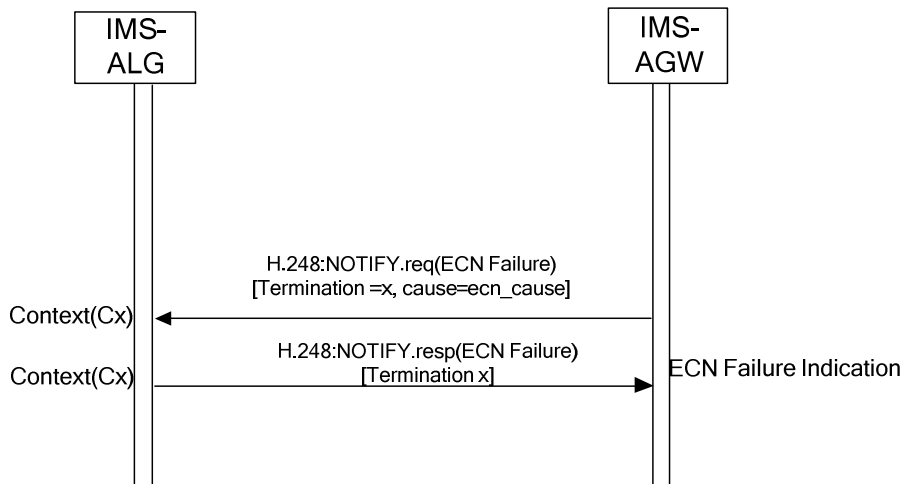 IMS-
ALG
IMS-
AGW
H.248:NOTIFY.req(ECN Failure)
[Termination =x, cause=ecn_cause]
Context(Cx)
H.248:NOTIFY.resp(ECN Failure)
[Termination x]
Context(Cx)
ECN Failure Indication